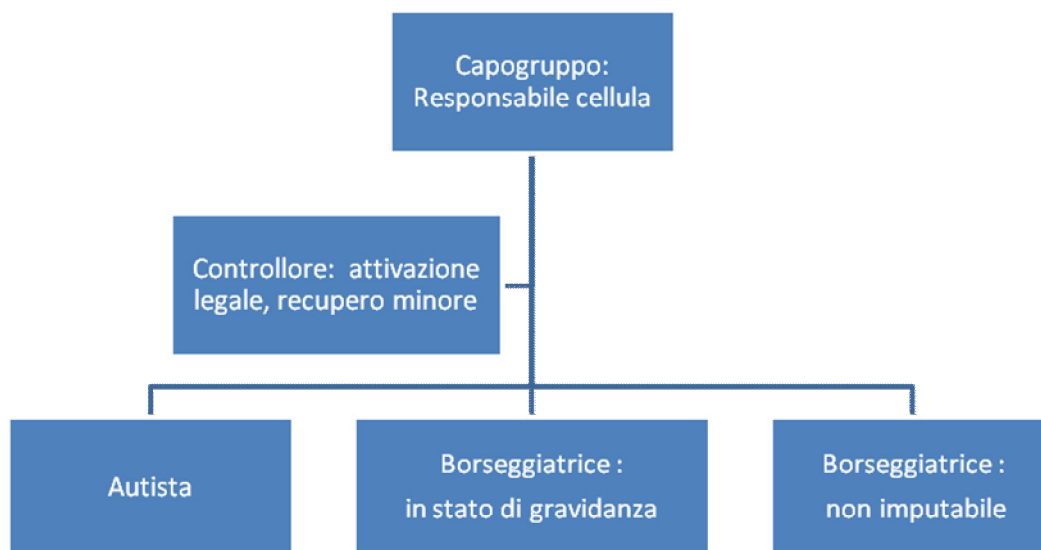 Capogruppo:
Responsabile cellula
Controllore: attivazione
legale, recupero minore
Autista
Borseggiatrice :
in stato di gravidanza
Borseggiatrice :
non imputabile